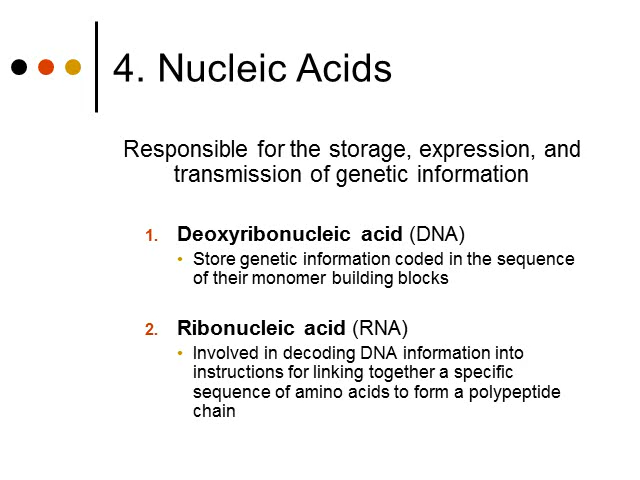 4. Nucleic Acids
Responsible for the storage, expression, and
transmission of genetic information
1. Deoxyribonucleic acid (DNA)
• Store genetic information coded in the sequence
of their monomer building blocks
2. Ribonucleic acid (RNA)
• Involved in decoding DNA information into
instructions for linking together a specific
sequence of amino acids to form a polypeptide
chain